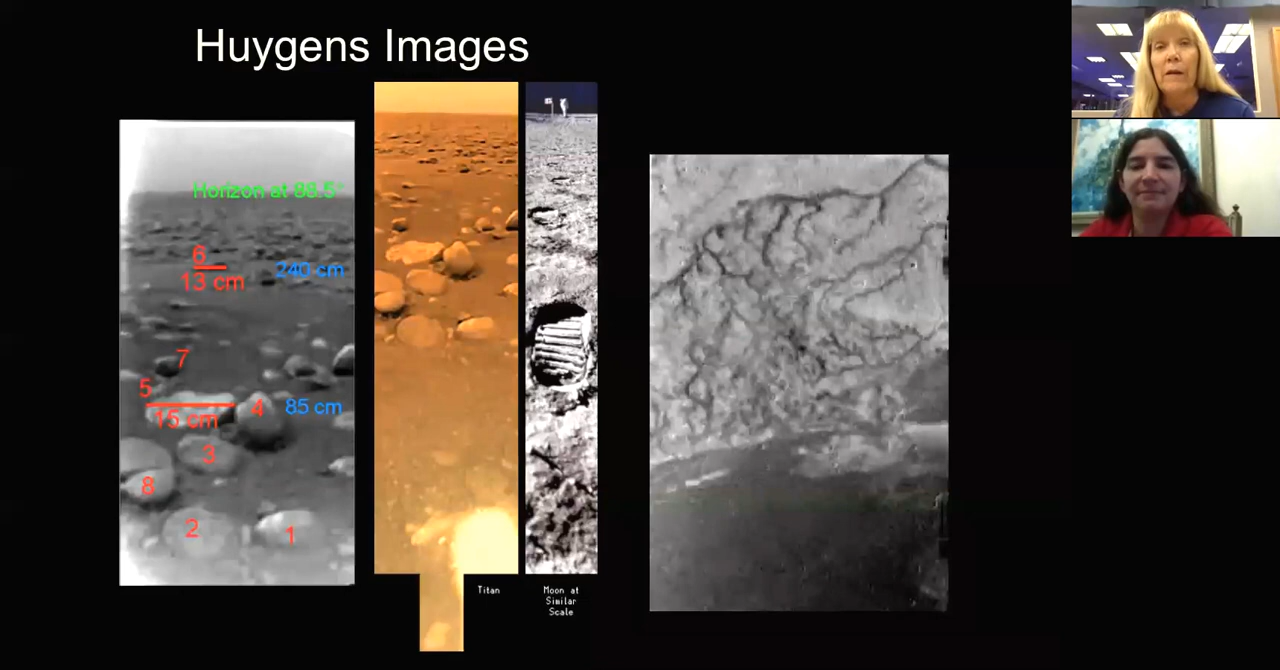 Huygens Images
Horizon at 88.5°
6
13 cm
240 cm
7
5
15 cm
4
85 cm
3
8
2
1
Titan
Moon at
Similar
Scale